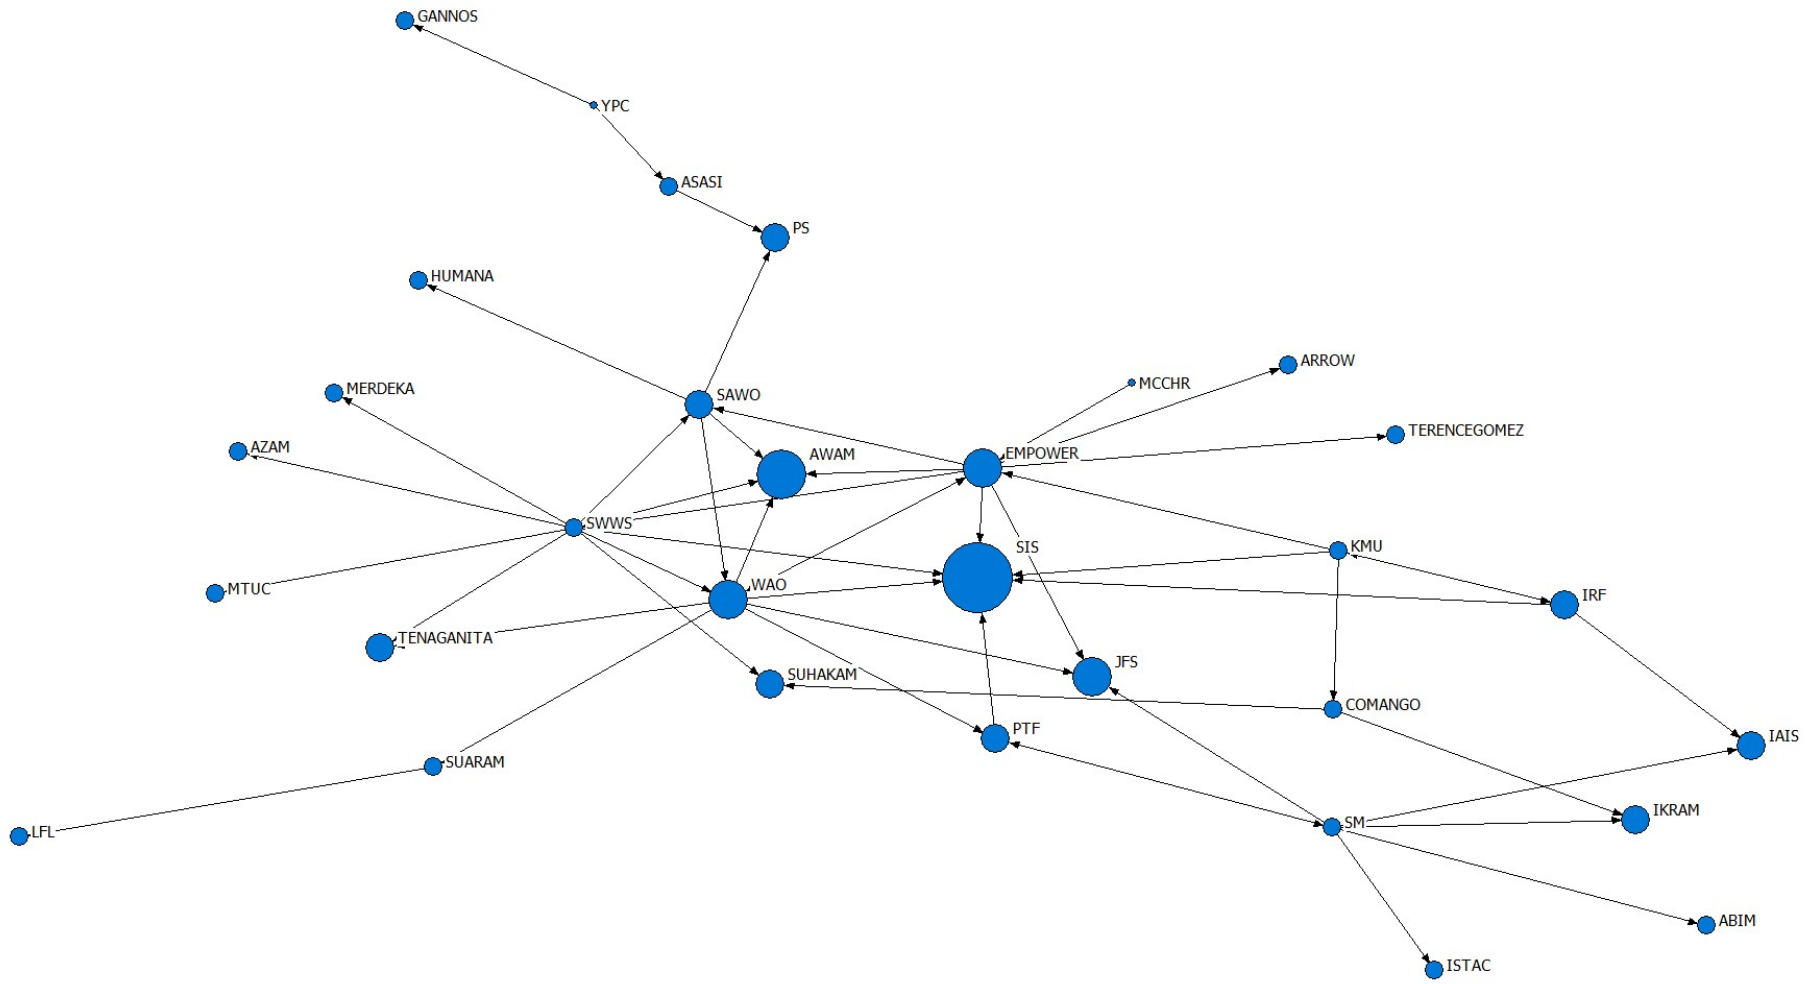 GANNOS
YPC
ASASI
PS
HUMANA
ARROW
MCCHR
MERDEKA
SAWO
TERENCEGOMEZ
AZAM
AWAM
EMPOWER
SWWS
SIS
KMU
MTUC
WAO
IRF
TENAGANITA
JFS
SUHAKAM
COMANGO
PTF
IAIS
SUARAM
IKRAM
SM
LFL
ABIM
ISTAC